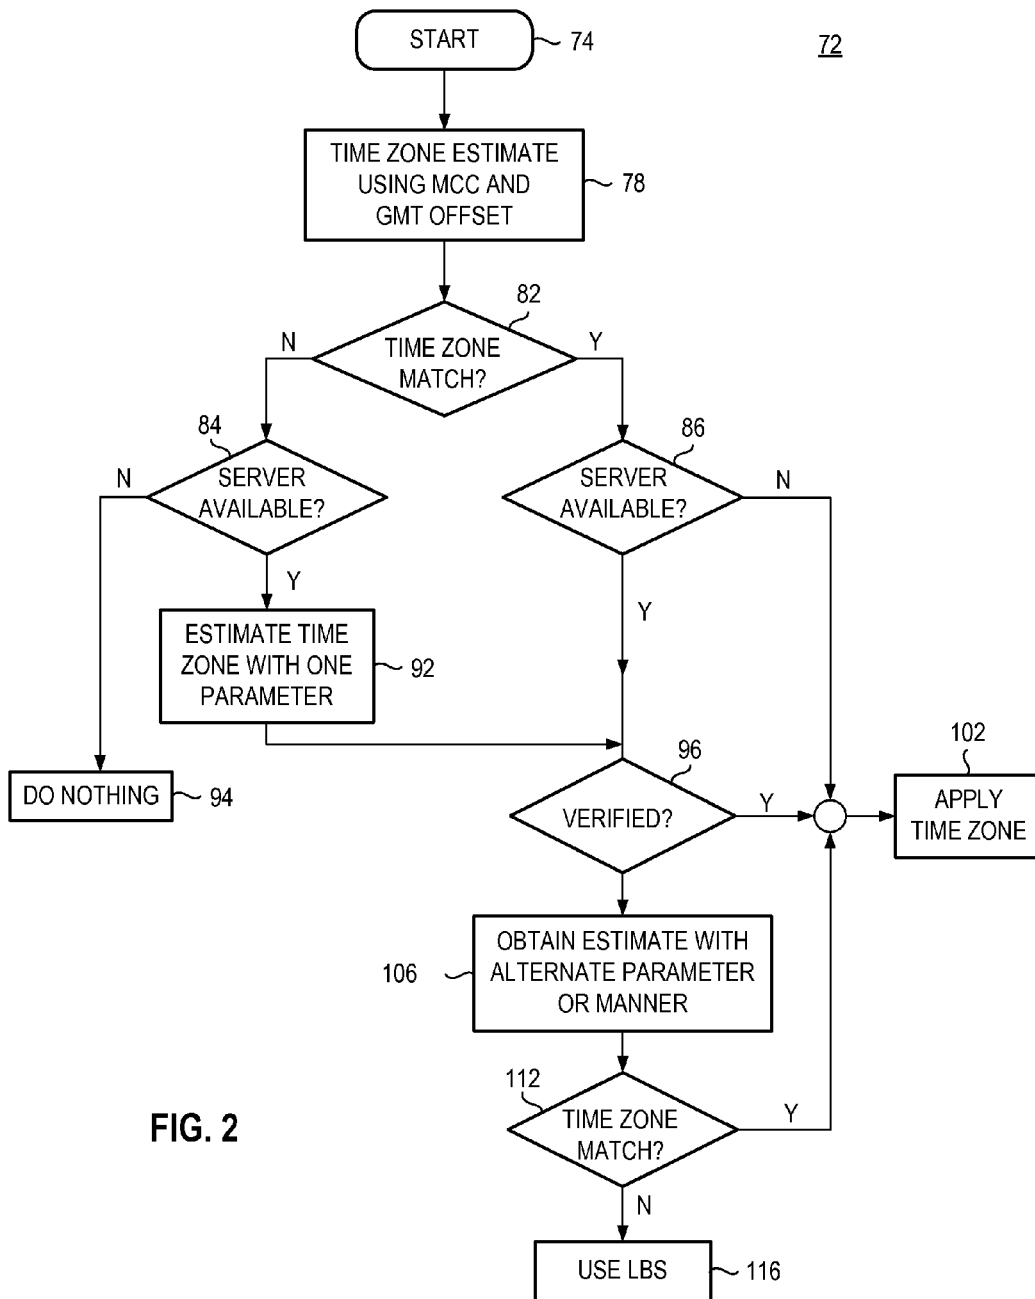 START
74
72
TIME ZONE ESTIMATE
USING MCC AND
GMT OFFSET
78
82
N
TIME ZONE
MATCH?
Y
84
N
SERVER
AVAILABLE?
Y
86
SERVER
AVAILABLE?
N
Y
ESTIMATE TIME
ZONE WITH ONE
PARAMETER
92
DO NOTHING
94
96
VERIFIED?
Y
102
APPLY
TIME ZONE
106
OBTAIN ESTIMATE WITH
ALTERNATE PARAMETER
OR MANNER
112
TIME ZONE
MATCH?
Y
N
FIG. 2
USE LBS
116